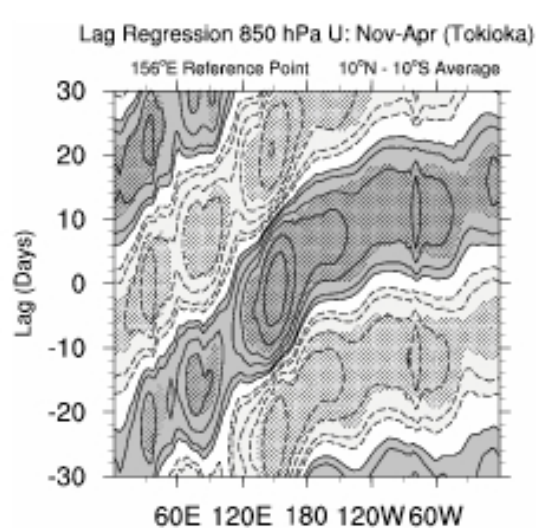 Lag Regression 850 hPa U: Nov-Apr (Tokioka)
156°E Reference Point 10°N - 10°S Average
30
20
10
0
-10
-20
-30
Lag (Days)
60E 120E 180 120W 60W